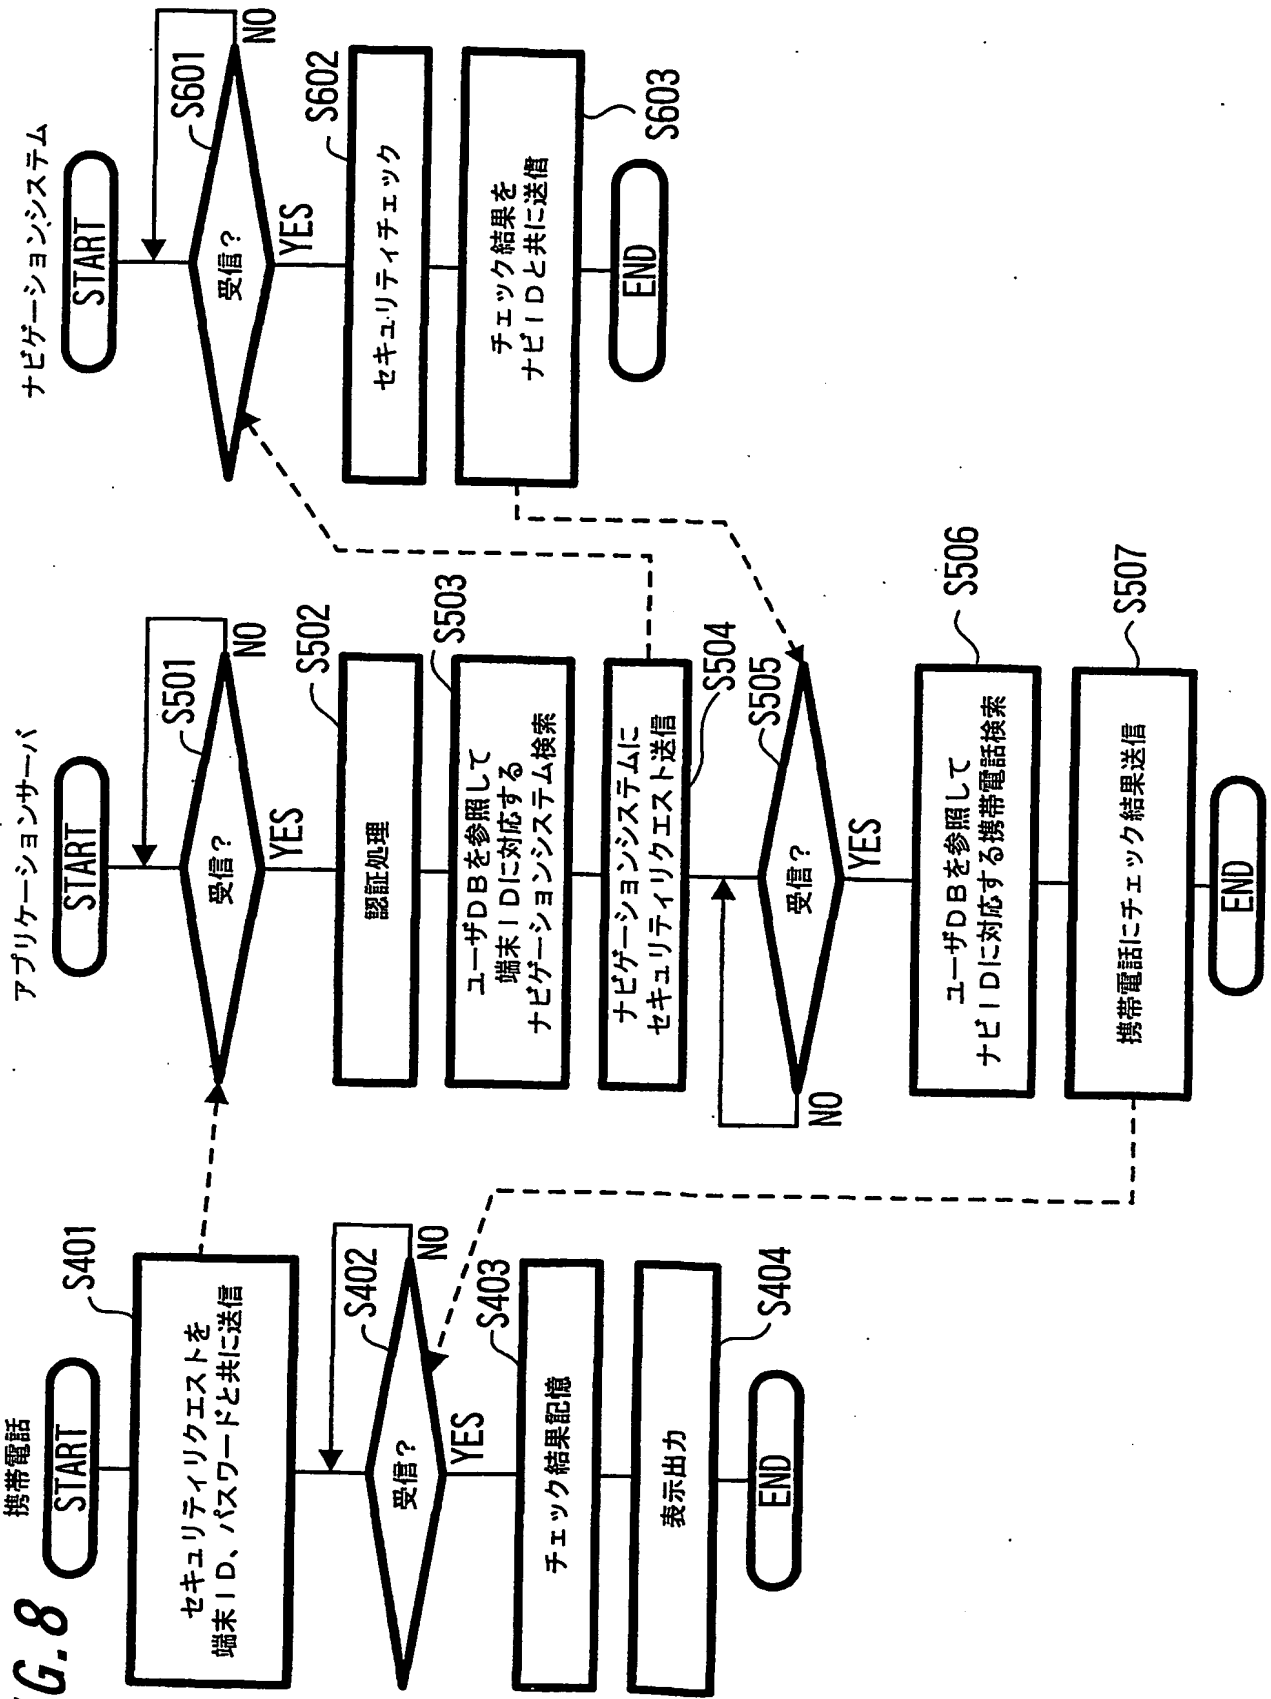 G.8
携帯電話
START
S401
セキュリティリクエストを
端末ID、パスワードと共に送信
S402
受信?
NO
YES
S403
チェック結果記憶
S404
表示出力
END
アプリケーションサーバ
START
S501
受信?
NO
YES
S502
認証処理
S503
ユーザDBを参照して
端末IDに対応する
ナビゲーションシステム検索
S504
ナビゲーションシステムに
セキュリティリクエスト送信
S505
受信?
NO
YES
S506
ユーザDBを参照して
ナビIDに対応する携帯電話検索
S507
携帯電話にチェック結果送信
END
ナビゲーションシステム
START
S601
受信?
NO
YES
S602
セキュリティチェック
S603
チェック結果を
ナビIDと共に送信
END